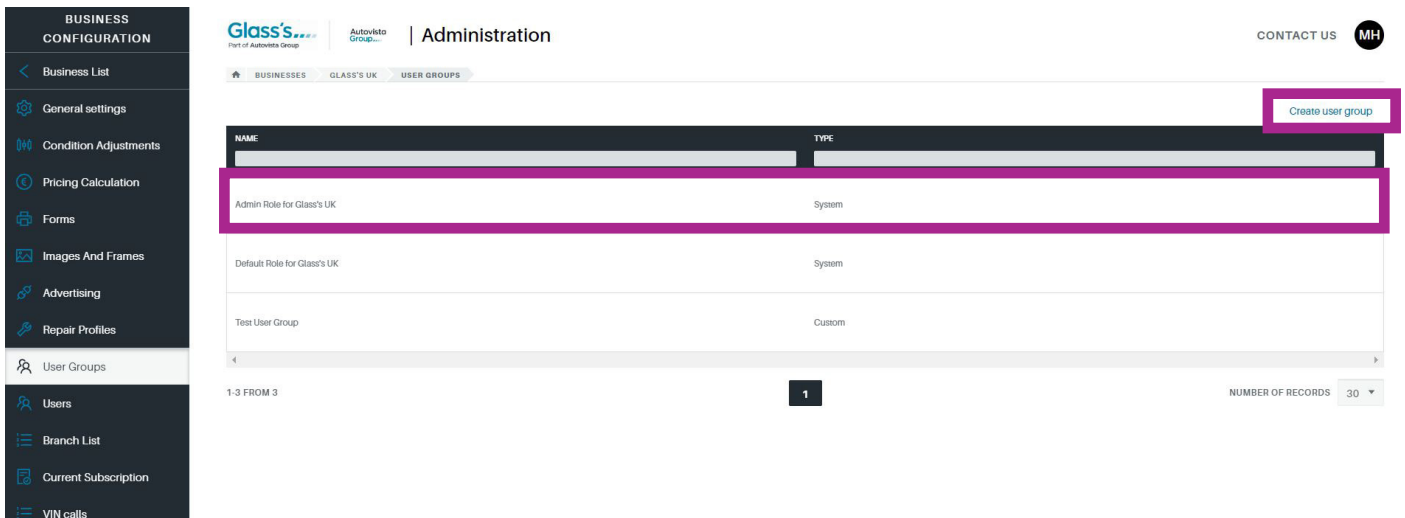 BUSINESS
CONFIGURATION
Business List
General settings
Condition Adjustments
Pricing Calculation
Forms
Images And Frames
Advertising
Repair Profiles
User Groups
Users
Branch List
Current Subscription
VIN calls
Glass's....
Part of Autovista Group
Autovista
Group....
| Administration
CONTACT US
MH
BUSINESSES GLASS'S UK USER GROUPS
Create user group
NAME TYPE
Admin Role for Glass's UK System
Default Role for Glass's UK System
Test User Group Custom
1-3 FROM 3
1
NUMBER OF RECORDS 30